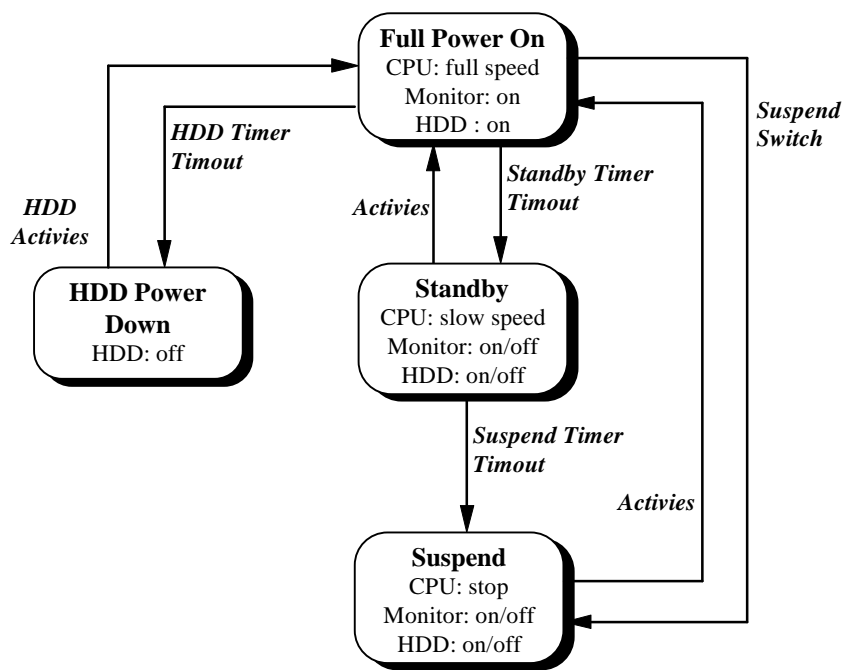 Full Power On
CPU: full speed
Monitor: on
HDD : on
Suspend
Switch
HDD Timer
Timout
Standby Timer
Timout
Activies
HDD
Activies
HDD Power
Down
HDD: off
Standby
CPU: slow speed
Monitor: on/off
HDD: on/off
Suspend Timer
Timout
Activies
Suspend
CPU: stop
Monitor: on/off
HDD: on/off